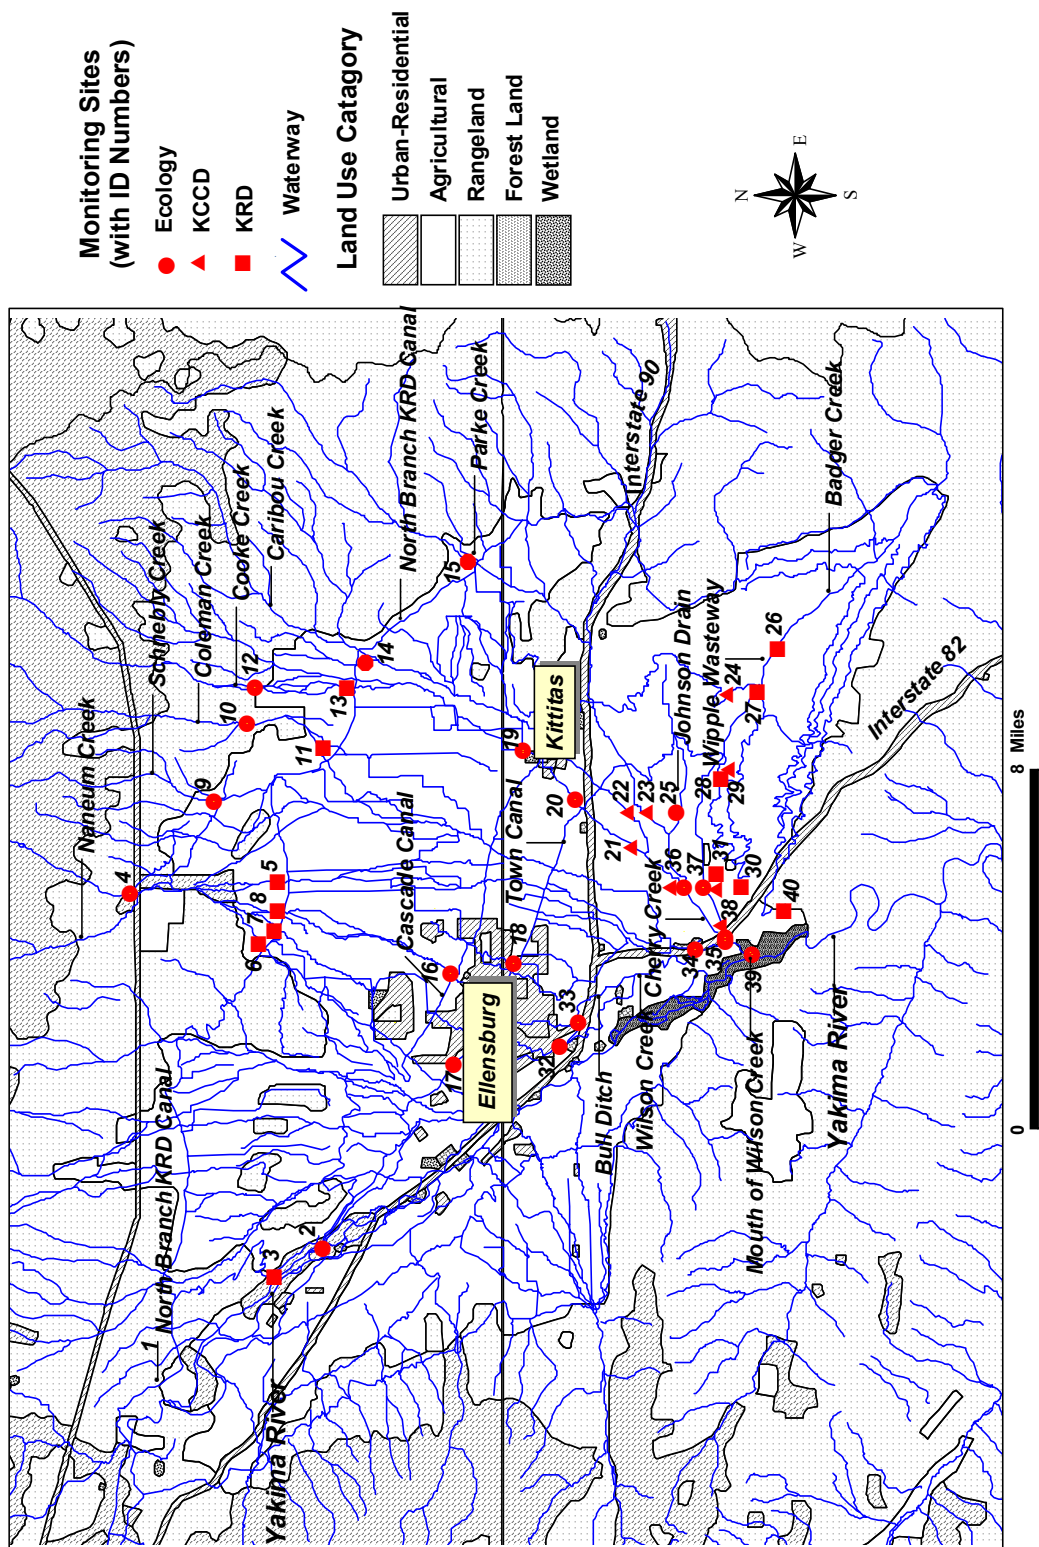 Monitoring Sites
(with ID Numbers)
Ecology
KCCD
KRD
Waterway
Land Use Catagory
Urban-Residential
Agricultural
Rangeland
Forest Land
Wetland
N
E
S
W
Naneum Creek
Schnebly Creek
Coleman Creek
Cooke Creek
Caribou Creek
North Branch KRD Canal
Parke Creek
Interstate 90
Badger Creek
Interstate 82
Johnson Drain
Wipple Wasteway
Kittitas
Town Canal
Cascade Canal
Ellensburg
Cherry Creek
Wilson Creek
Bull Ditch
Mouth of Wilson Creek
Yakima River
North Branch KRD Canal
Yakima River
1
2
3
4
5
6
7
8
9
10
11
12
13
14
15
16
17
18
19
20
21
22
23
24
25
26
27
28
29
30
31
32
33
34
35
36
37
38
39
40
0
8 Miles